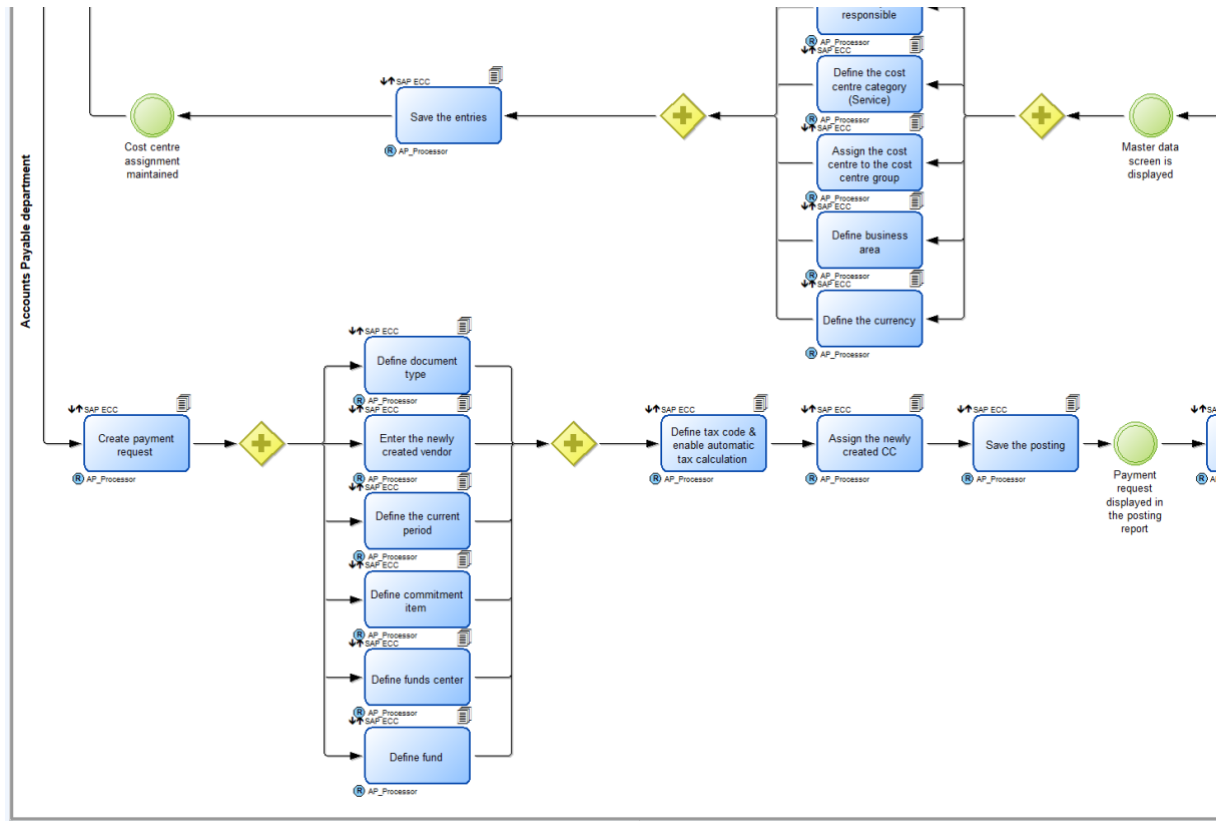 responsible
AP_Processor
SAP ECC
Define the cost
centre category
(Service)
AP_Processor
SAP ECC
Assign the cost
centre to the cost
centre group
AP_Processor
SAP ECC
Define business
area
R AP_Processor
SAP ECC
Define the currency
R AP_Processor
SAP ECC
Save the entries
R AP_Processor
Cost centre
assignment
maintained
Master data
screen is
displayed
Accounts Payable department
SAP ECC
Create payment
request
R AP_Processor
SAP ECC
Define document
type
R AP_Processor
SAP ECC
Enter the newly
created vendor
R AP_Processor
SAP ECC
Define the current
period
R AP_Processor
SAP ECC
Define commitment
item
R AP_Processor
SAP ECC
Define funds center
R AP_Processor
SAP ECC
Define fund
R AP_Processor
SAP ECC
Define tax code &
enable automatic
tax calculation
R AP_Processor
SAP ECC
Assign the newly
created CC
R AP_Processor
SAP ECC
Save the posting
R AP_Processor
Payment
request
displayed in
the posting
report